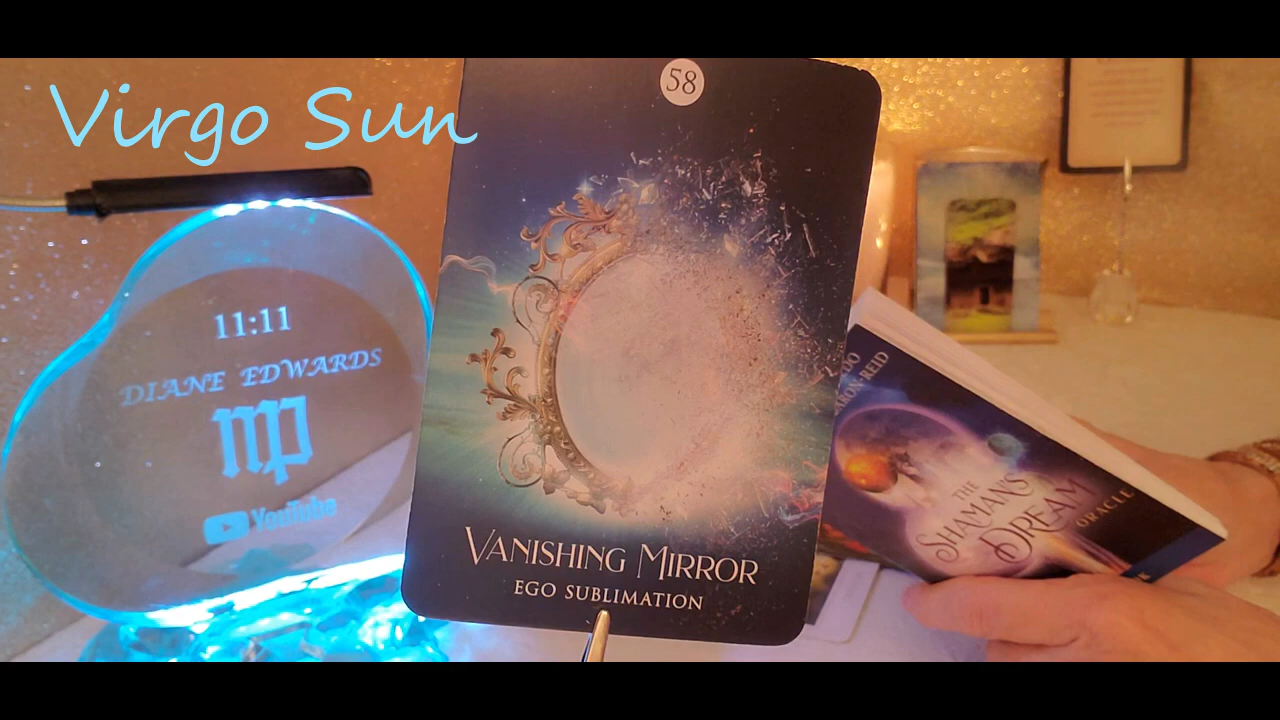 Virgo Sun
11:11
DIANE EDWARDS
YouTube
58
VANISHING MIRROR
EGO SUBLIMATION
THE
SHAMAN'S
DREAM
ORACLE